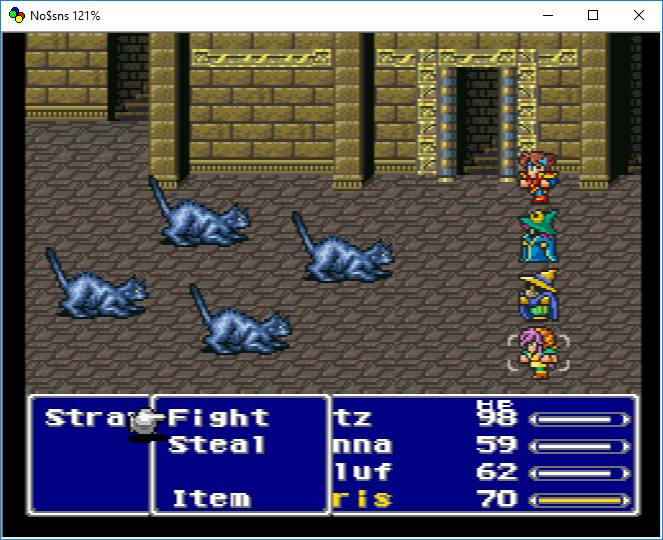 No$sns 121%
HP
Stra Fight tz 98
Steal nna 59
luf 62
Item ris 70